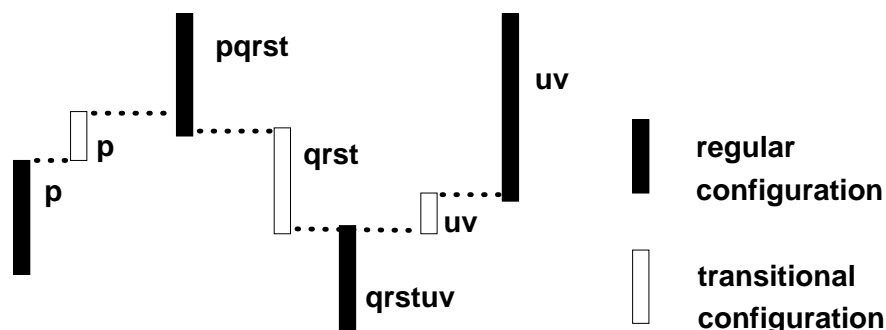 pqrst
uv
p
qrst
p
uv
qrstuv
regular
configuration
transitional
configuration